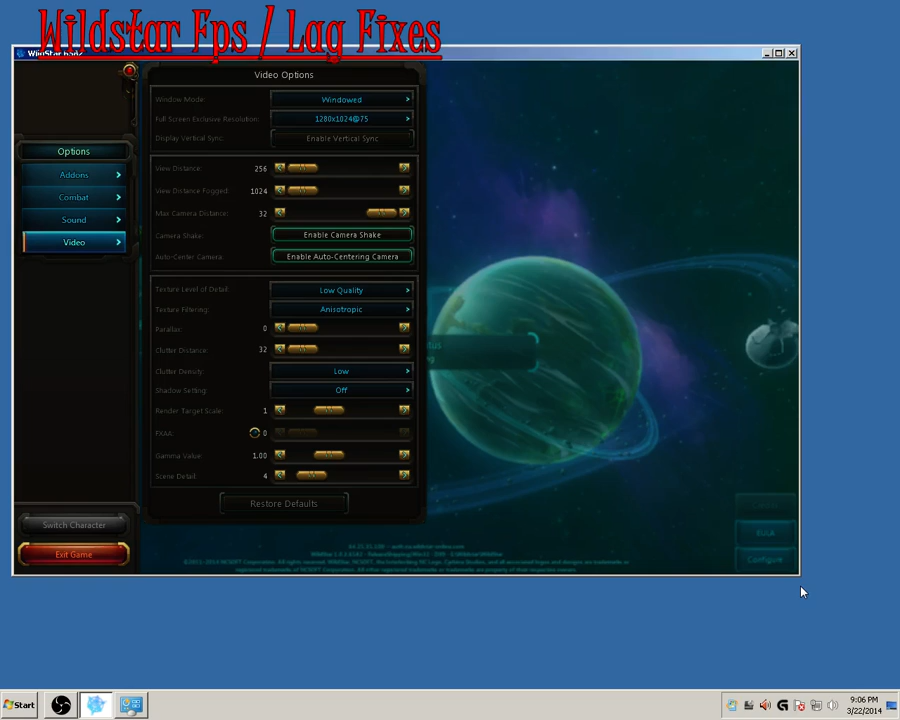 Wildstar Fps / Lag Fixes
Video Options
Window Mode:
Windowed
Full Screen Exclusive Resolution:
1280x1024@75
Display Vertical Sync:
Enable Vertical Sync
Options
Addons
Combat
Sound
Video
View Distance:
256
View Distance Fogged:
1024
Max Camera Distance:
32
Camera Shake:
Enable Camera Shake
Auto-Center Camera:
Enable Auto-Centering Camera
Texture Level of Detail:
Low Quality
Texture Filtering:
Anisotropic
Parallax:
0
Clutter Distance:
32
Clutter Density:
Low
Shadow Setting:
Off
Render Target Scale:
1
FXAA:
0
Gamma Value:
1.00
Scene Detail:
4
Restore Defaults
Switch Character
Exit Game
EULA
Configure
Start
9:06 PM
3/22/2014